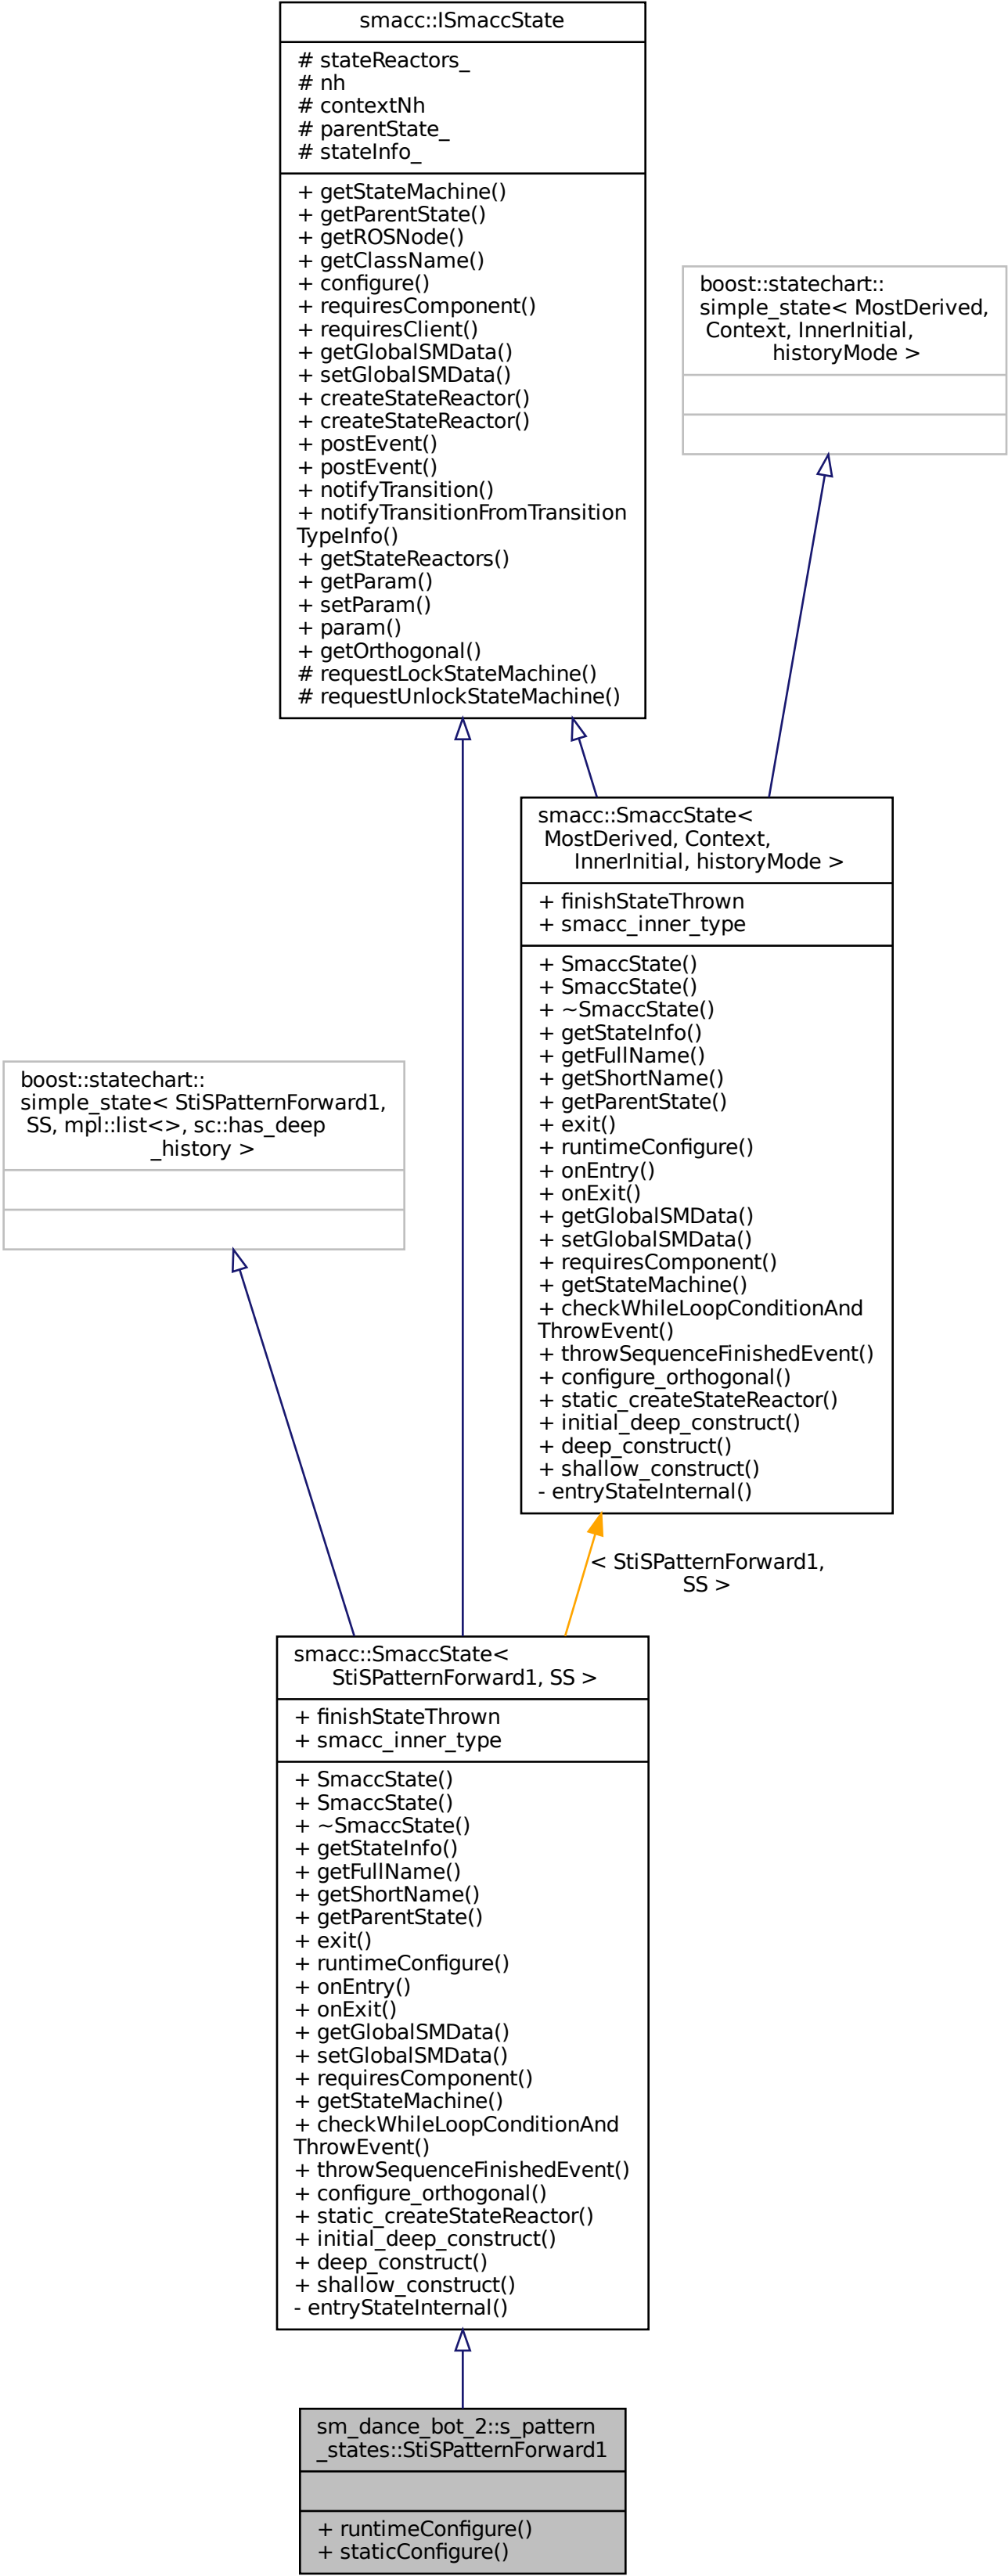 smacc::ISmaccState
# stateReactors_
# nh
# contextNh
# parentState_
# stateInfo_
+ getStateMachine()
+ getParentState()
+ getROSNode()
+ getClassName()
+ configure()
+ requiresComponent()
+ requiresClient()
+ getGlobalSMData()
+ setGlobalSMData()
+ createStateReactor()
+ createStateReactor()
+ postEvent()
+ postEvent()
+ notifyTransition()
+ notifyTransitionFromTransition
TypeInfo()
+ getStateReactors()
+ getParam()
+ setParam()
+ param()
+ getOrthogonal()
# requestLockStateMachine()
# requestUnlockStateMachine()
boost::statechart::
simple_state< MostDerived,
Context, InnerInitial,
historyMode >
smacc::SmaccState<
MostDerived, Context,
InnerInitial, historyMode >
+ finishStateThrown
+ smacc_inner_type
+ SmaccState()
+ SmaccState()
+ ~SmaccState()
+ getStateInfo()
+ getFullName()
+ getShortName()
+ getParentState()
+ exit()
+ runtimeConfigure()
+ onEntry()
+ onExit()
+ getGlobalSMData()
+ setGlobalSMData()
+ requiresComponent()
+ getStateMachine()
+ checkWhileLoopConditionAnd
ThrowEvent()
+ throwSequenceFinishedEvent()
+ configure_orthogonal()
+ static_createStateReactor()
+ initial_deep_construct()
+ deep_construct()
+ shallow_construct()
- entryStateInternal()
boost::statechart::
simple_state< StiSPatternForward1,
SS, mpl::list<>, sc::has_deep
_history >
< StiSPatternForward1,
SS >
smacc::SmaccState<
StiSPatternForward1, SS >
+ finishStateThrown
+ smacc_inner_type
+ SmaccState()
+ SmaccState()
+ ~SmaccState()
+ getStateInfo()
+ getFullName()
+ getShortName()
+ getParentState()
+ exit()
+ runtimeConfigure()
+ onEntry()
+ onExit()
+ getGlobalSMData()
+ setGlobalSMData()
+ requiresComponent()
+ getStateMachine()
+ checkWhileLoopConditionAnd
ThrowEvent()
+ throwSequenceFinishedEvent()
+ configure_orthogonal()
+ static_createStateReactor()
+ initial_deep_construct()
+ deep_construct()
+ shallow_construct()
- entryStateInternal()
sm_dance_bot_2::s_pattern
_states::StiSPatternForward1
+ runtimeConfigure()
+ staticConfigure()